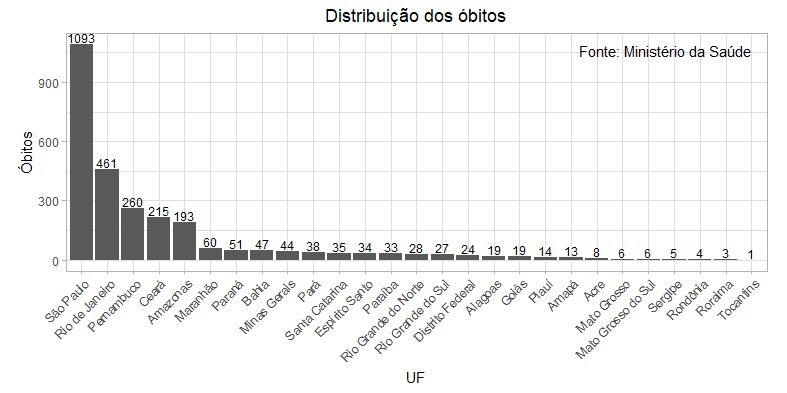 Distribuição dos óbitos
Fonte: Ministério da Saúde
Óbitos
900
600
300
0
1093
461
260
215
193
60
51
47
44
38
35
34
33
28
27
24
19
19
14
13
8
6
6
5
4
3
1
São Paulo
Rio de Janeiro
Pernambuco
Ceará
Amazonas
Maranhão
Paraná
Bahia
Minas Gerais
Pará
Santa Catarina
Espírito Santo
Paraíba
Rio Grande do Norte
Rio Grande do Sul
Distrito Federal
Alagoas
Goiás
Piauí
Amapá
Acre
Mato Grosso
Mato Grosso do Sul
Sergipe
Rondônia
Roraima
Tocantins
UF